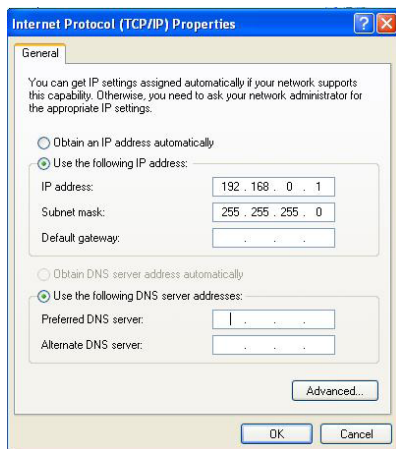 Internet Protocol (TCP/IP) Properties
General
You can get IP settings assigned automatically if your network supports
this capability. Otherwise, you need to ask your network administrator for
the appropriate IP settings.
Obtain an IP address automatically
Use the following IP address:
IP address: 192 . 168 . 0 . 1
Subnet mask: 255 . 255 . 255 . 0
Default gateway: . . .
Obtain DNS server address automatically
Use the following DNS server addresses:
Preferred DNS server: . . .
Alternate DNS server: . . .
Advanced...
OK Cancel